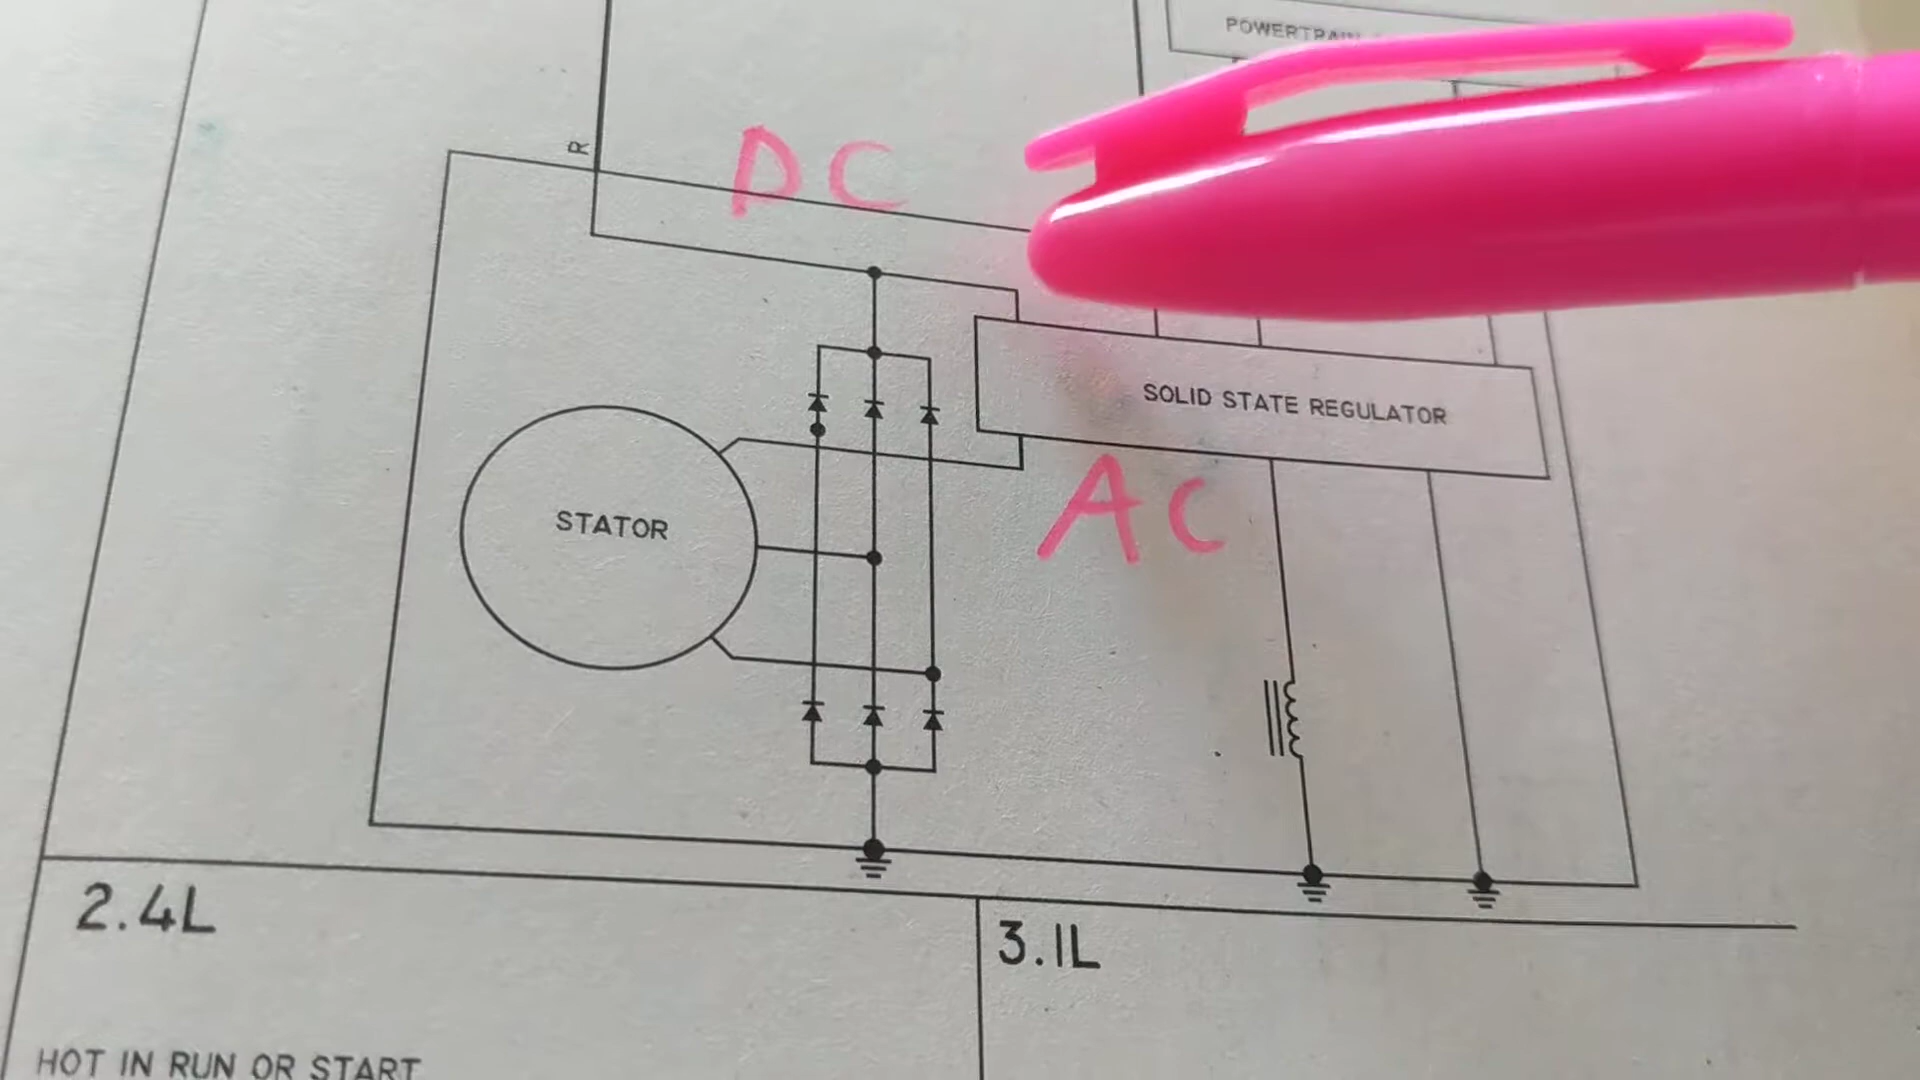 POWERTRAIN
R
DC
SOLID STATE REGULATOR
AC
STATOR
2.4L
3.1L
HOT IN RUN OR START